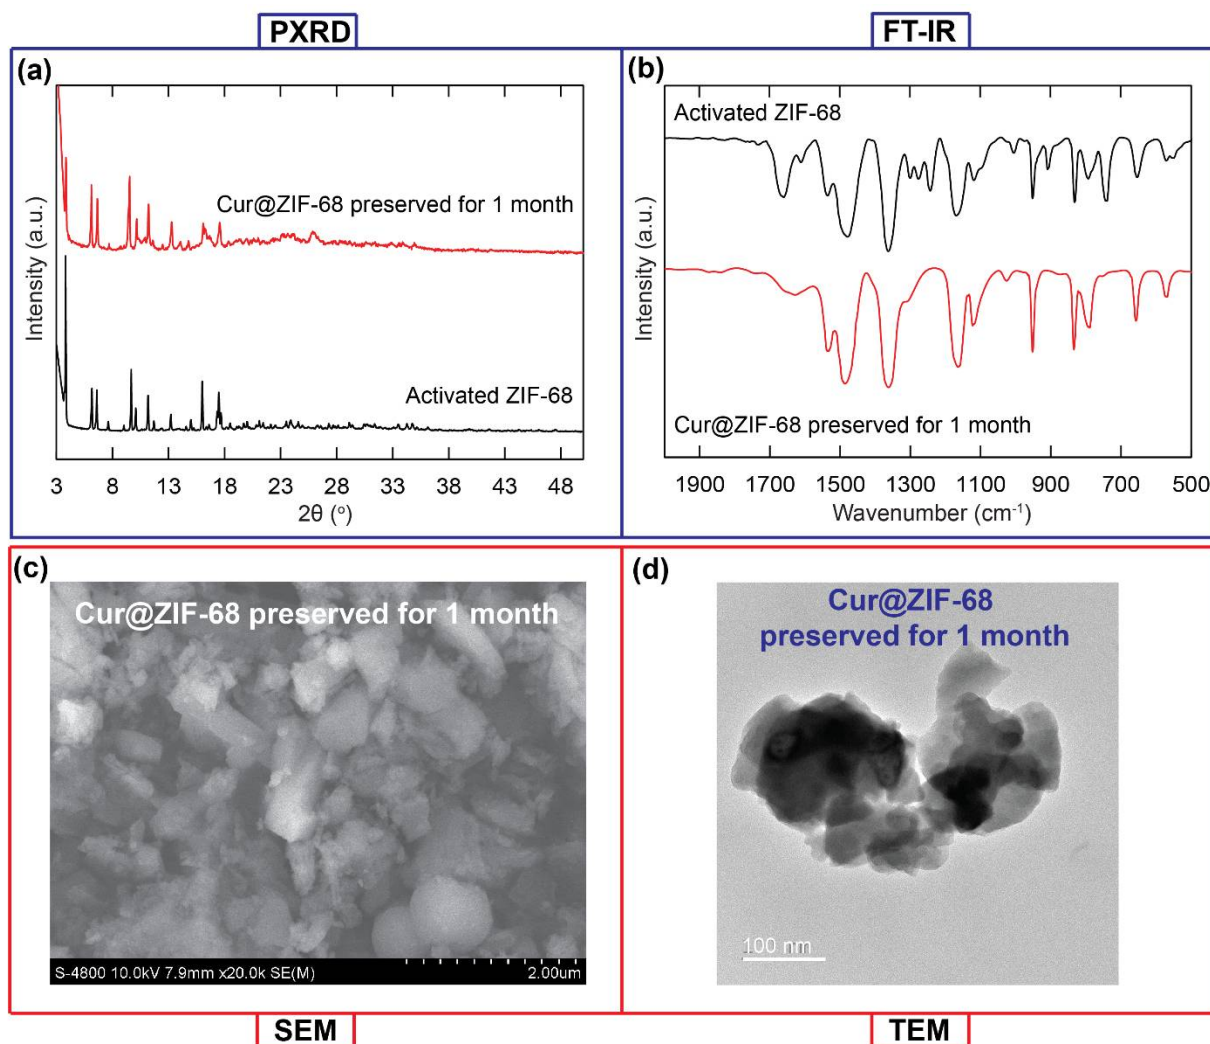 PXRD
FT-IR
(a)
Intensity (a.u.)
Cur@ZIF-68 preserved for 1 month
Activated ZIF-68
3 8 13 18 23 28 33 38 43 48
2θ (°)
(b)
Intensity (a.u.)
Activated ZIF-68
Cur@ZIF-68 preserved for 1 month
1900 1700 1500 1300 1100 900 700 500
Wavenumber (cm⁻¹)
(c)
Cur@ZIF-68 preserved for 1 month
S-4800 10.0kV 7.9mm x20.0k SE(M) 2.00um
(d)
Cur@ZIF-68
preserved for 1 month
100 nm
SEM
TEM